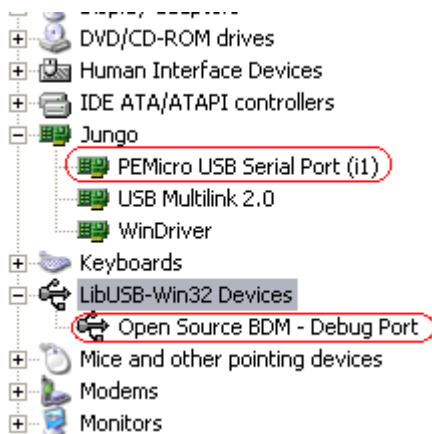 Display adapters
DVD/CD-ROM drives
Human Interface Devices
IDE ATA/ATAPI controllers
Jungo
PEMicro USB Serial Port (i1)
USB Multilink 2.0
WinDriver
Keyboards
LibUSB-Win32 Devices
Open Source BDM - Debug Port
Mice and other pointing devices
Modems
Monitors